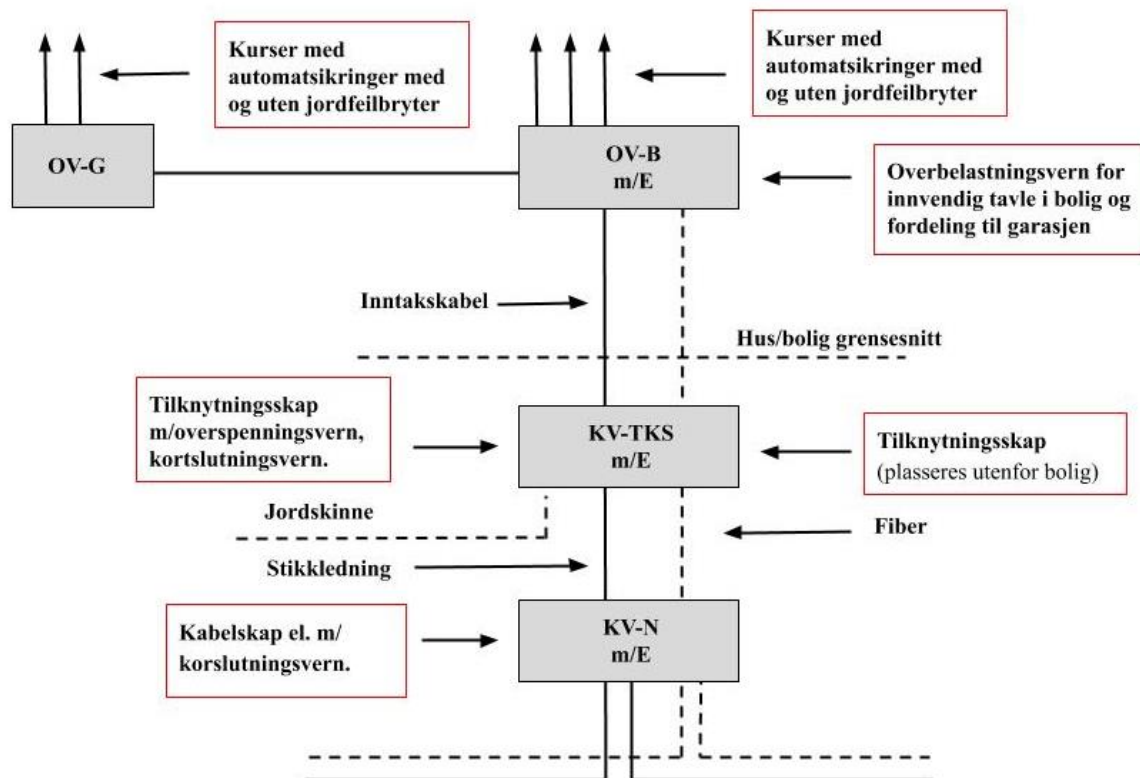 Kurser med
automatsikringer med
og uten jordfeilbryter
Kurser med
automatsikringer med
og uten jordfeilbryter
OV-G
OV-B
m/E
Overbelastningsvern for
innvendig tavle i bolig og
fordeling til garasjen
Inntakskabel
Hus/bolig grensesnitt
Tilknytningsskap
m/overspenningsvern,
kortslutningsvern.
KV-TKS
m/E
Tilknytningsskap
(plasseres utenfor bolig)
Jordskinne
Fiber
Stikkledning
Kabelskap el. m/
korslutningsvern.
KV-N
m/E